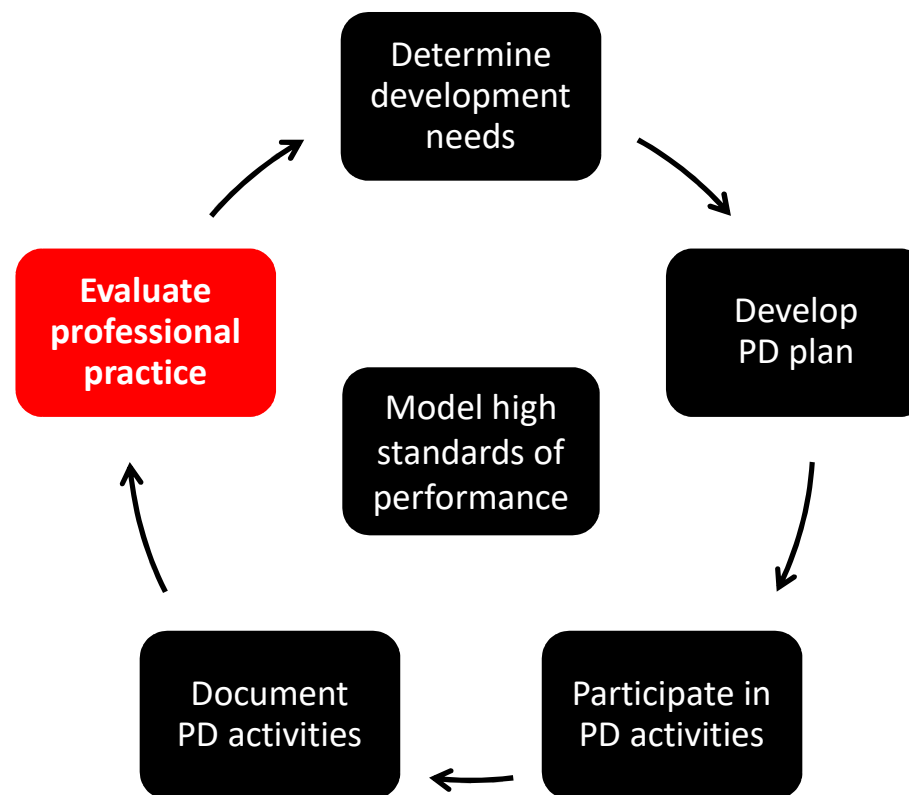 Determine
development
needs
Develop
PD plan
Participate in
PD activities
Document
PD activities
Evaluate
professional
practice
Model high
standards of
performance